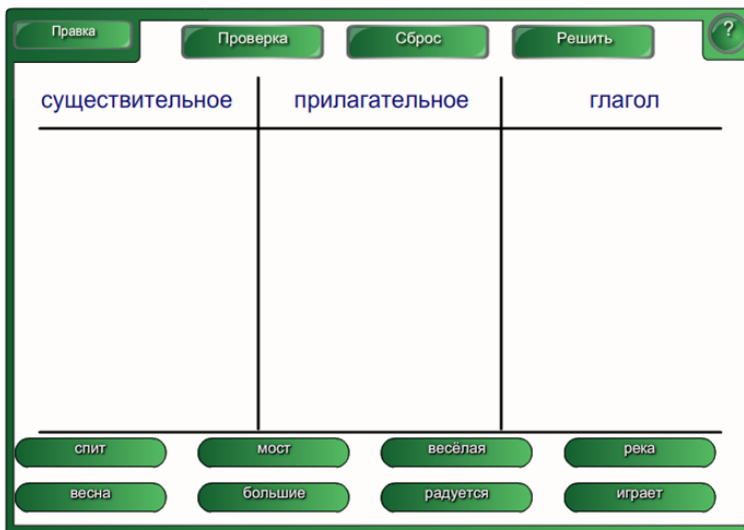 Правка Проверка Сброс Решить ?
существительное прилагательное глагол
спит мост весёлая река
весна большие радуется играет